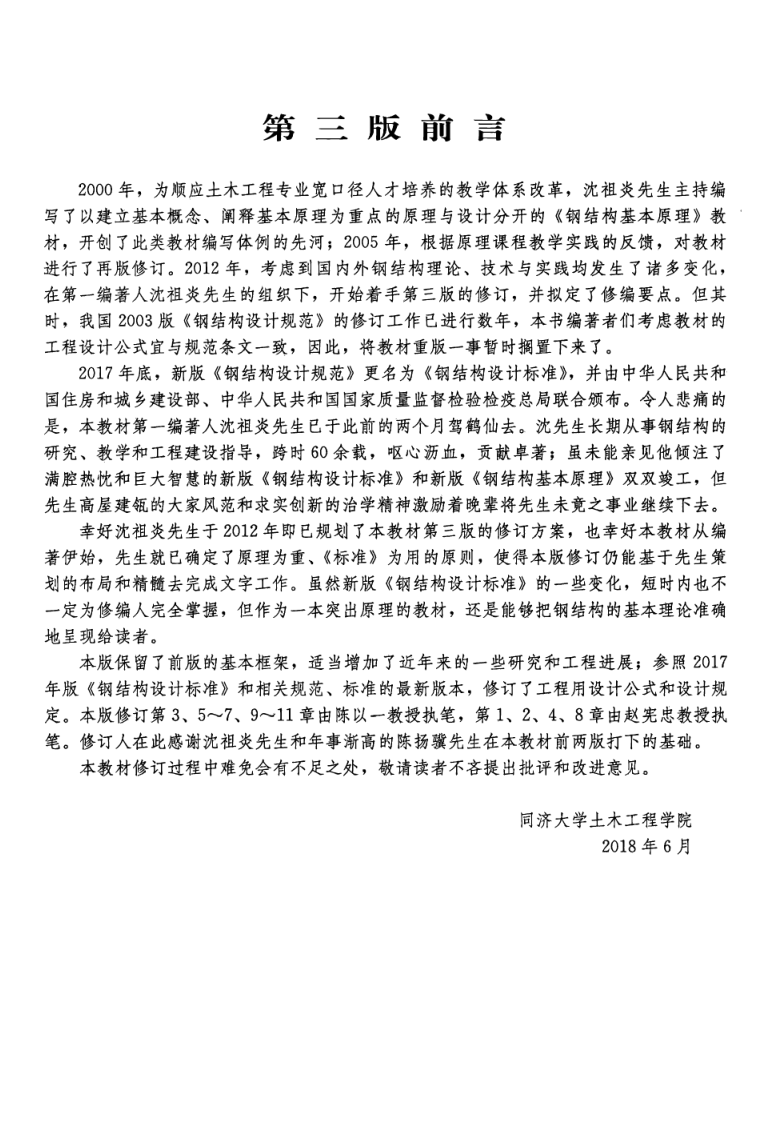 第三版前言
2000 年，为顺应土木工程专业宽口径人才培养的教学体系改革，沈祖炎先生主持编
写了以建立基本概念、阐释基本原理为重点的原理与设计分开的《钢结构基本原理》教
材，开创了此类教材编写体例的先河；2005 年，根据原理课程教学实践的反馈，对教材
进行了再版修订。2012 年，考虑到国内外钢结构理论、技术与实践均发生了诸多变化，
在第一编著人沈祖炎先生的组织下，开始着手第三版的修订，并拟定了修编要点。但其
时，我国 2003 版《钢结构设计规范》的修订工作已进行数年，本书编著者们考虑教材的
工程设计公式宜与规范条文一致，因此，将教材重版一事暂时搁置下来了。
2017 年底，新版《钢结构设计规范》更名为《钢结构设计标准》，并由中华人民共和
国住房和城乡建设部、中华人民共和国国家质量监督检验检疫总局联合颁布。令人悲痛的
是，本教材第一编著人沈祖炎先生已于此前的两个月驾鹤仙去。沈先生长期从事钢结构的
研究、教学和工程建设指导，跨时 60 余载，呕心沥血，贡献卓著；虽未能亲见他倾注了
满腔热忱和巨大智慧的新版《钢结构设计标准》和新版《钢结构基本原理》双双竣工，但
先生高屋建瓴的大家风范和求实创新的治学精神激励着晚辈将先生未竟之事业继续下去。
幸好沈祖炎先生于 2012 年即已规划了本教材第三版的修订方案，也幸好本教材从编
著伊始，先生就已确定了原理为重、《标准》为用的原则，使得本版修订仍能基于先生策
划的布局和精髓去完成文字工作。虽然新版《钢结构设计标准》的一些变化，短时内也不
一定为修编人完全掌握，但作为一本突出原理的教材，还是能够把钢结构的基本理论准确
地呈现给读者。
本版保留了前版的基本框架，适当增加了近年来的一些研究和工程进展；参照 2017
年版《钢结构设计标准》和相关规范、标准的最新版本，修订了工程用设计公式和设计规
定。本版修订第 3、5～7、9～11 章由陈以一教授执笔，第 1、2、4、8 章由赵宪忠教授执
笔。修订人在此感谢沈祖炎先生和年事渐高的陈扬骥先生在本教材前两版打下的基础。
本教材修订过程中难免会有不足之处，敬请读者不吝提出批评和改进意见。
同济大学土木工程学院
2018 年 6 月